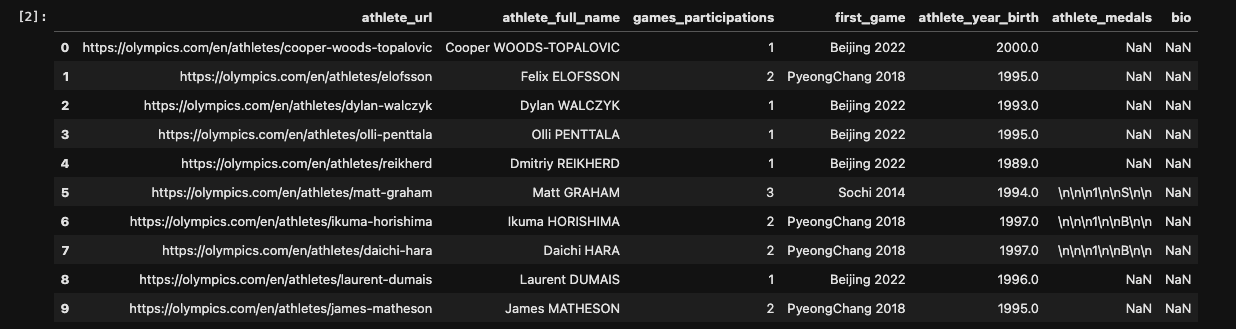 [2]: athlete_url athlete_full_name games_participations first_game athlete_year_birth athlete_medals bio
0 https://olympics.com/en/athletes/cooper-woods-topalovic Cooper WOODS-TOPALOVIC 1 Beijing 2022 2000.0 NaN NaN
1 https://olympics.com/en/athletes/elofsson Felix ELOFSSON 2 PyeongChang 2018 1995.0 NaN NaN
2 https://olympics.com/en/athletes/dylan-walczyk Dylan WALCZYK 1 Beijing 2022 1993.0 NaN NaN
3 https://olympics.com/en/athletes/olli-penttala Olli PENTTALA 1 Beijing 2022 1995.0 NaN NaN
4 https://olympics.com/en/athletes/reikherd Dmitriy REIKHERD 1 Beijing 2022 1989.0 NaN NaN
5 https://olympics.com/en/athletes/matt-graham Matt GRAHAM 3 Sochi 2014 1994.0 \n\n\n1\n\nS\n\n NaN
6 https://olympics.com/en/athletes/ikuma-horishima Ikuma HORISHIMA 2 PyeongChang 2018 1997.0 \n\n\n1\n\nB\n\n NaN
7 https://olympics.com/en/athletes/daichi-hara Daichi HARA 2 PyeongChang 2018 1997.0 \n\n\n1\n\nB\n\n NaN
8 https://olympics.com/en/athletes/laurent-dumais Laurent DUMAIS 1 Beijing 2022 1996.0 NaN NaN
9 https://olympics.com/en/athletes/james-matheson James MATHESON 2 PyeongChang 2018 1995.0 NaN NaN